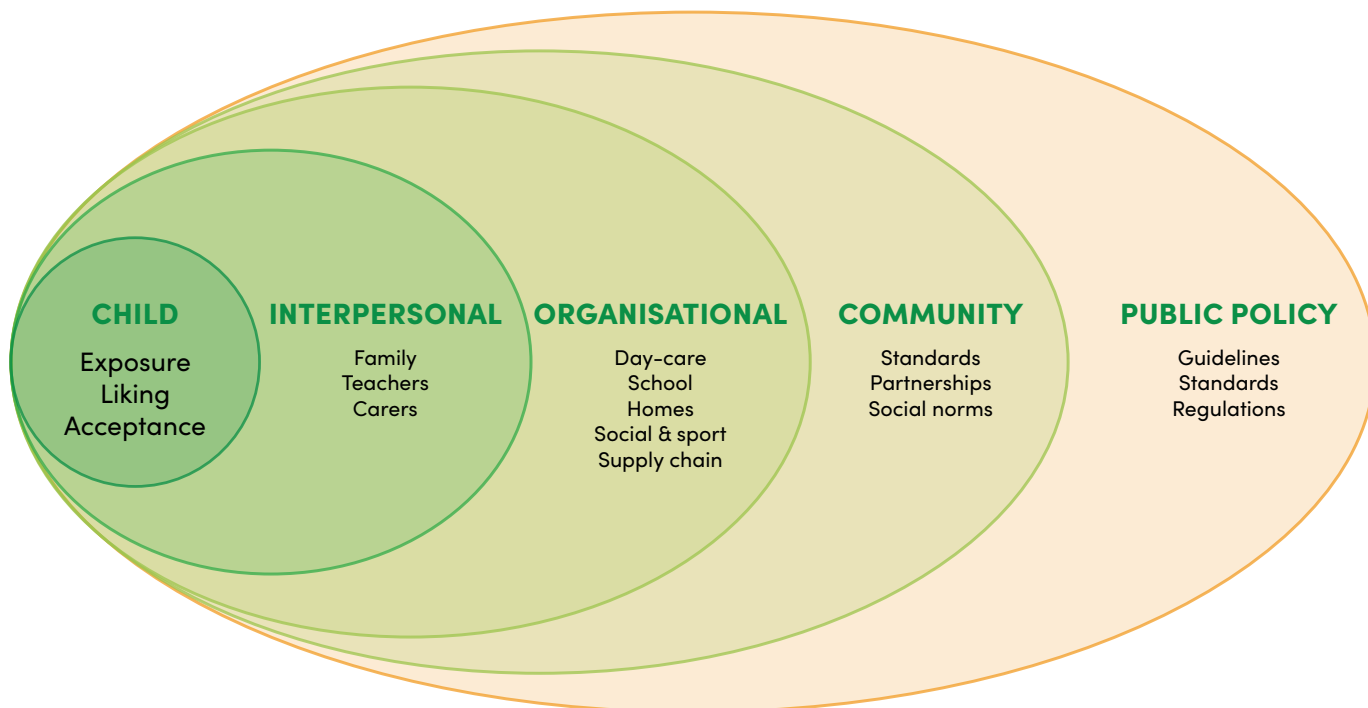 CHILD
Exposure
Liking
Acceptance
INTERPERSONAL
Family
Teachers
Carers
ORGANISATIONAL
Day-care
School
Homes
Social & sport
Supply chain
COMMUNITY
Standards
Partnerships
Social norms
PUBLIC POLICY
Guidelines
Standards
Regulations